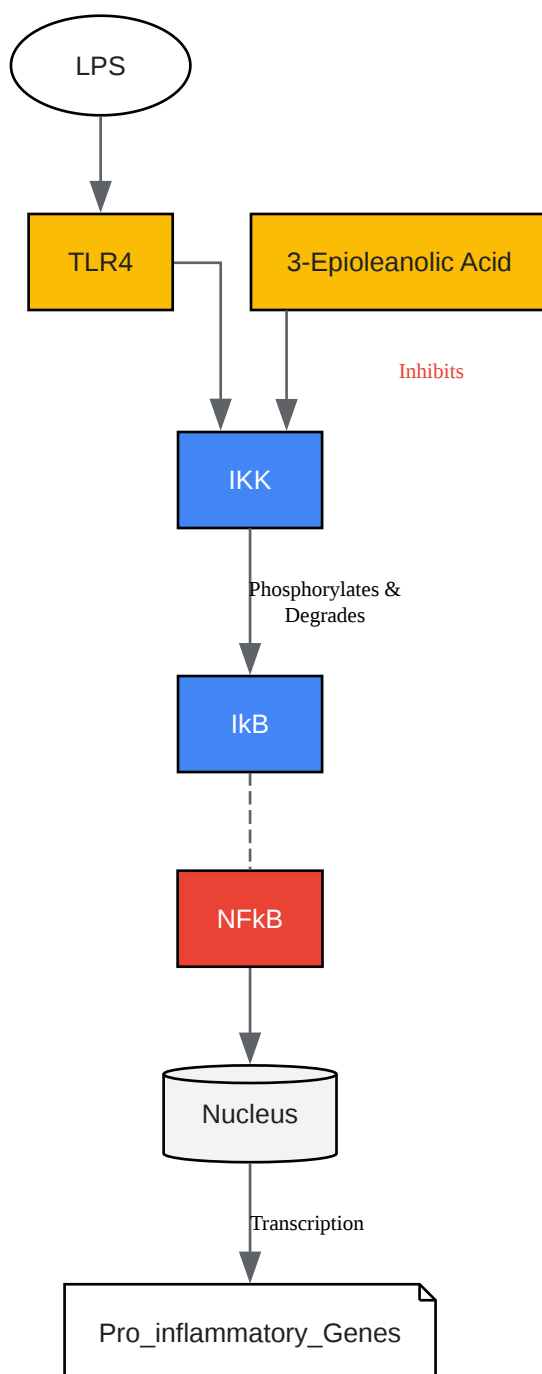 LPS
TLR4
3-Epioleanolic Acid
Inhibits
IKK
Phosphorylates &
Degrades
IkB
NFkB
Nucleus
Transcription
Pro_inflammatory_Genes